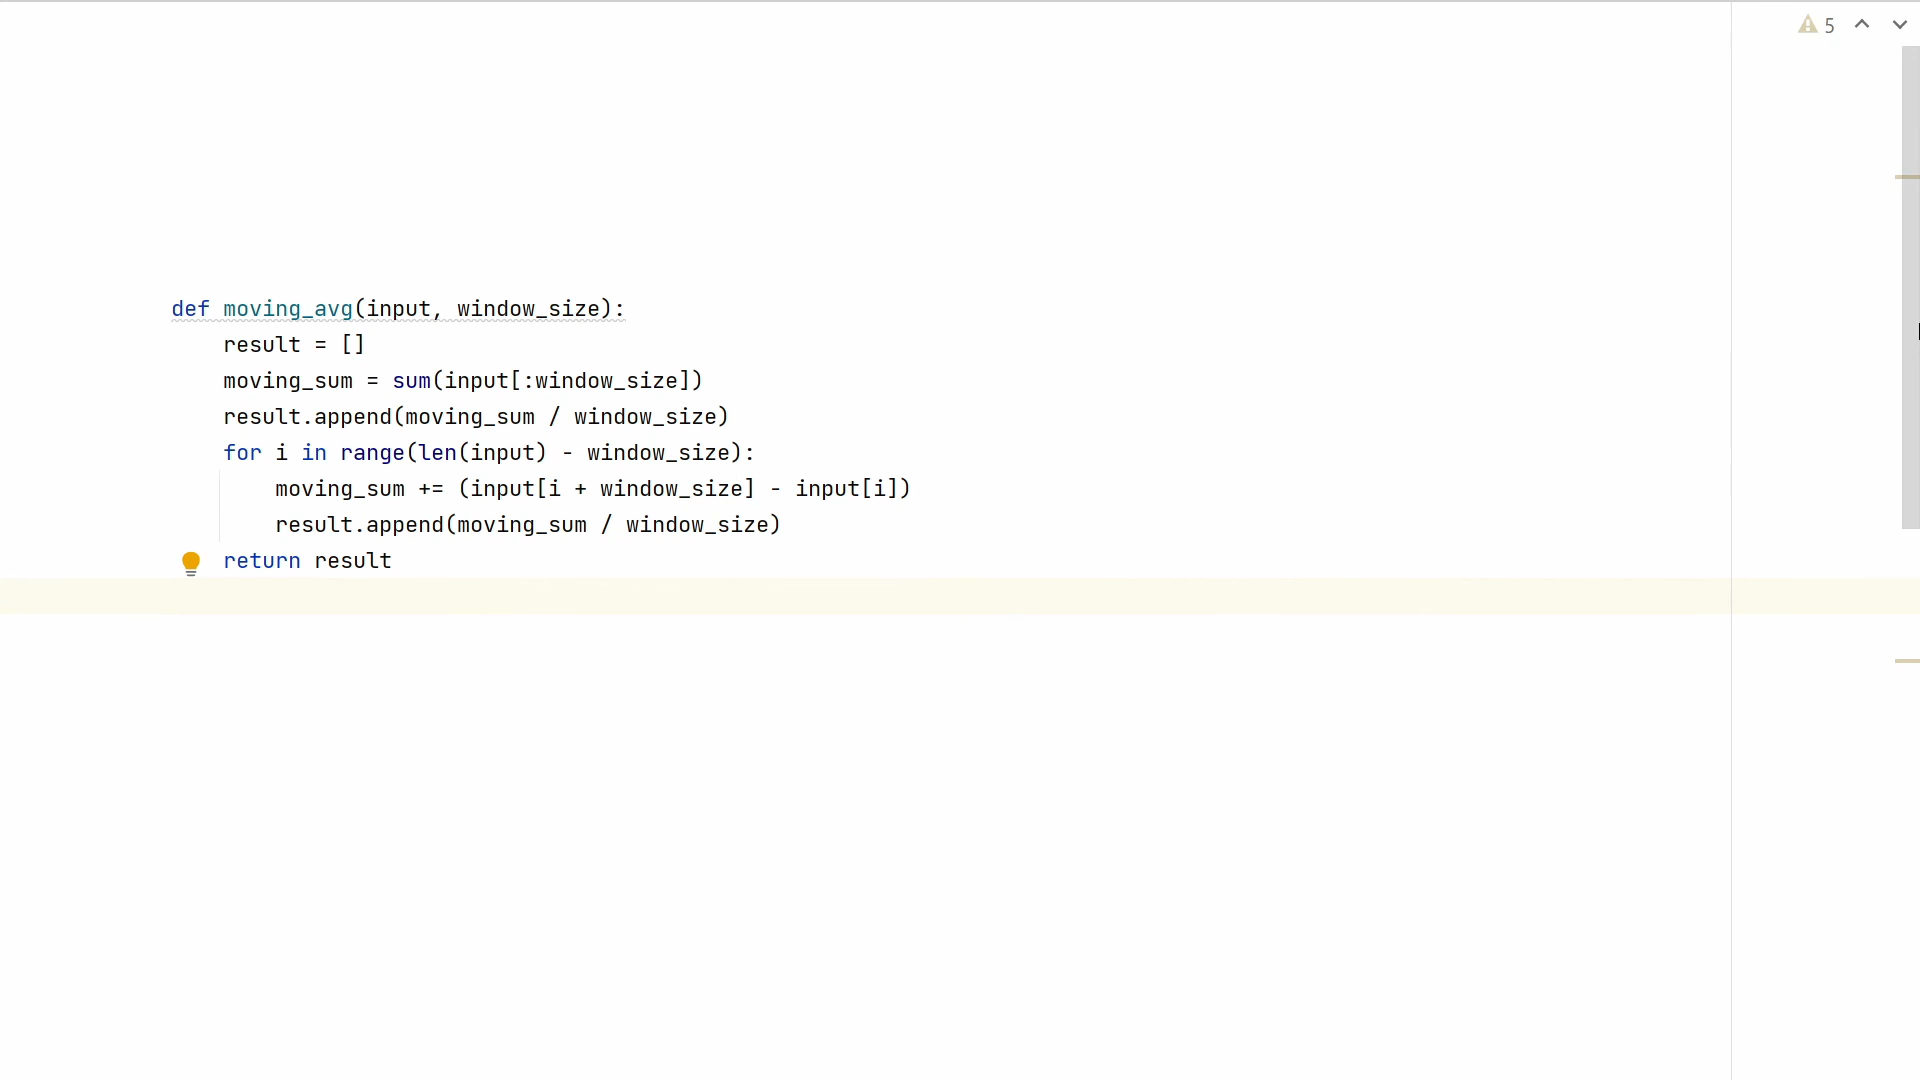 5
def moving_avg(input, window_size):
    result = []
    moving_sum = sum(input[:window_size])
    result.append(moving_sum / window_size)
    for i in range(len(input) - window_size):
        moving_sum += (input[i + window_size] - input[i])
        result.append(moving_sum / window_size)
    return result